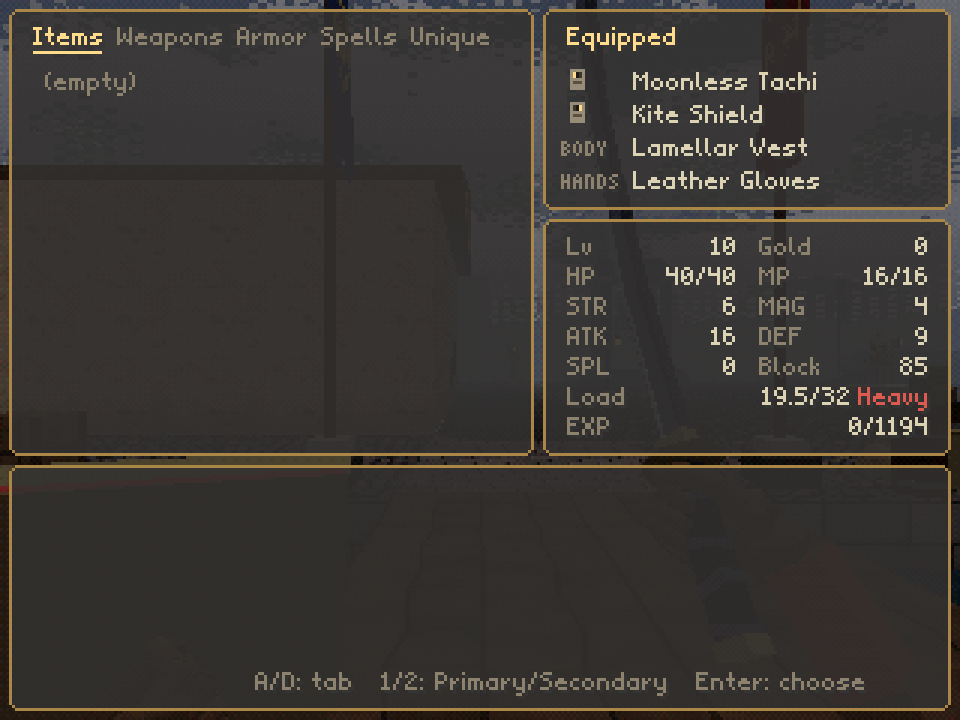 Items Weapons Armor Spells Unique
(empty)
Equipped
Moonless Tachi
Kite Shield
BODY Lamellar Vest
HANDS Leather Gloves
Lv 10 Gold 0
HP 40/40 MP 16/16
STR 6 MAG 4
ATK 16 DEF 9
SPL 0 Block 85
Load 19.5/32 Heavy
EXP 0/1194
A/D: tab 1/2: Primary/Secondary Enter: choose